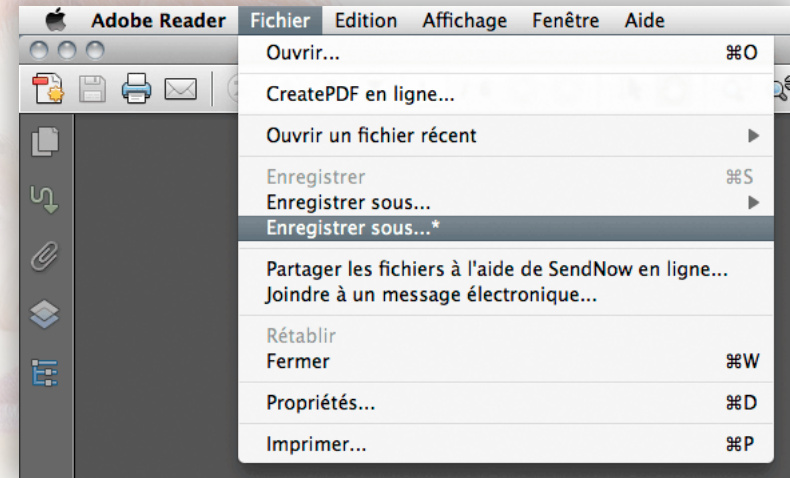 Adobe Reader Fichier Edition Affichage Fenêtre Aide
Ouvrir... ⌘O
CreatePDF en ligne...
Ouvrir un fichier récent ▶
Enregistrer ⌘S
Enregistrer sous... ▶
Enregistrer sous...*
Partager les fichiers à l'aide de SendNow en ligne...
Joindre à un message électronique...
Rétablir
Fermer ⌘W
Propriétés... ⌘D
Imprimer... ⌘P